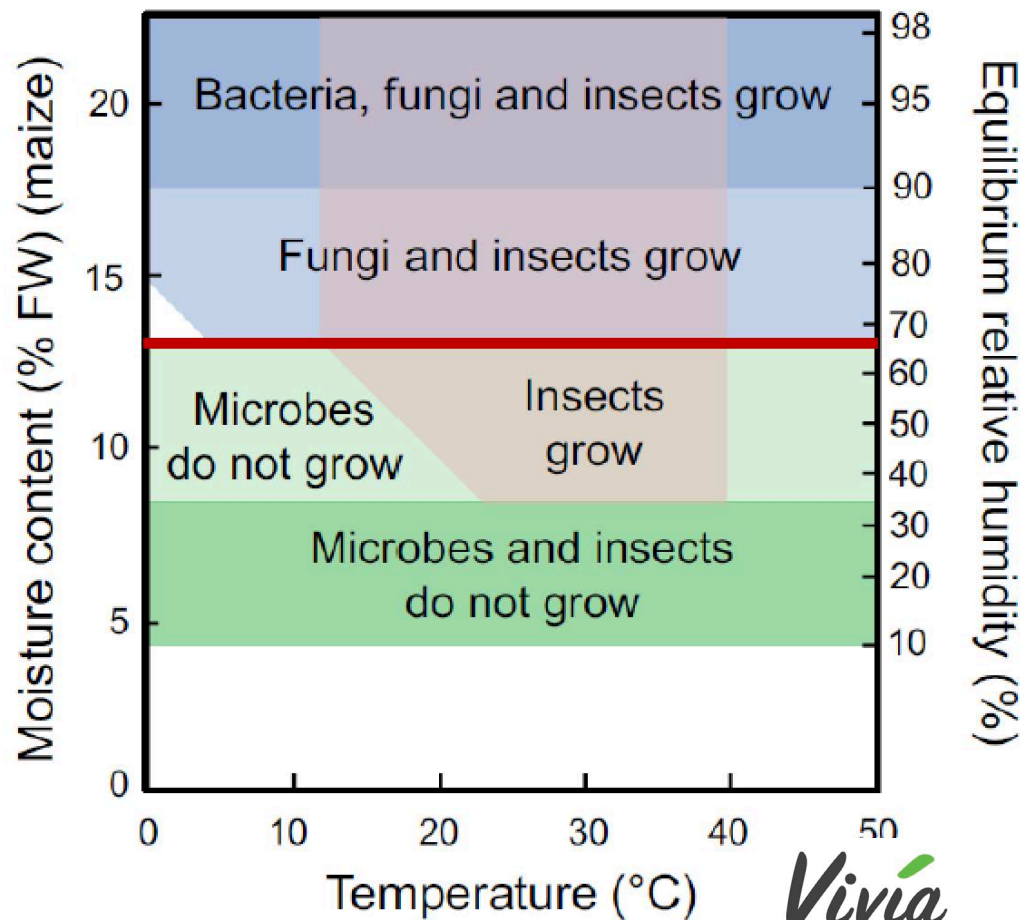 Moisture content (% FW) (maize)
20
15
10
5
0
Bacteria, fungi and insects grow
Fungi and insects grow
Microbes
do not grow
Insects
grow
Microbes and insects
do not grow
98
95
90
80
70
60
50
40
30
20
10
Equilibrium relative humidity (%)
0
10
20
30
40
50
Temperature (°C)
Vivia